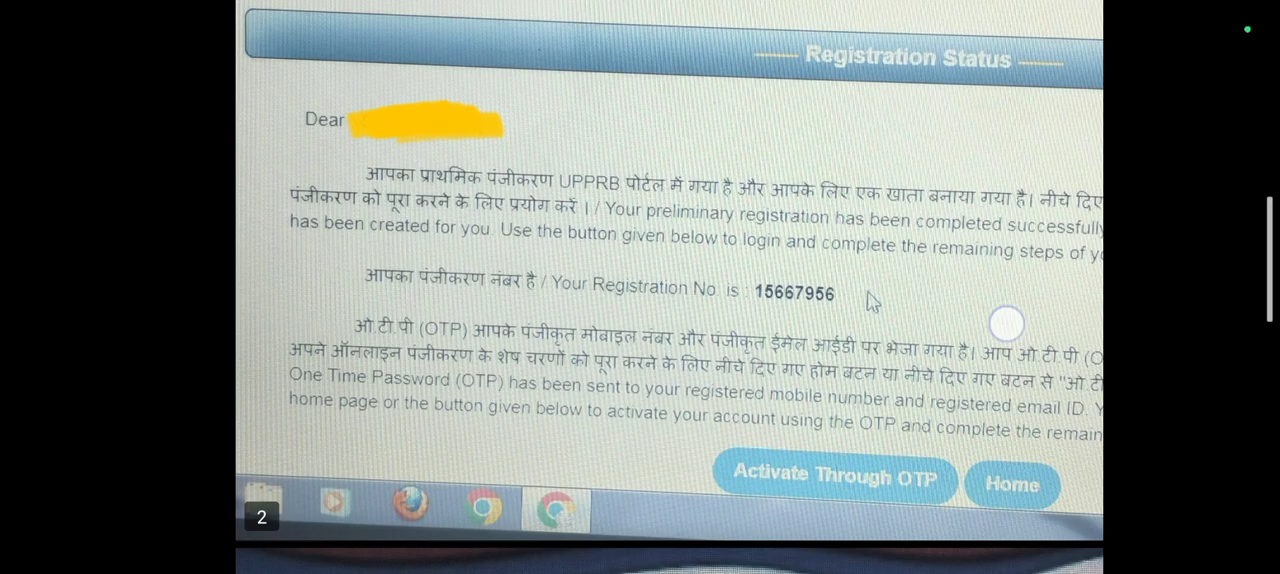 Registration Status
Dear
आपका प्राथमिक पंजीकरण UPPRB पोर्टल में गया है और आपके लिए एक खाता बनाया गया है। नीचे दिए
पंजीकरण को पूरा करने के लिए प्रयोग करें । / Your preliminary registration has been completed successfully
has been created for you. Use the button given below to login and complete the remaining steps of
आपका पंजीकरण नंबर है / Your Registration No. is : 15667956
ओ.टी.पी (OTP) आपके पंजीकृत मोबाइल नंबर और पंजीकृत ईमेल आईडी पर भेजा गया है। आप ओ.टी.पी
अपने ऑनलाइन पंजीकरण के शेष चरणों को पूरा करने के लिए नीचे दिए गए होम बटन या नीचे दिए गए बटन से "ओ.टी
One Time Password (OTP) has been sent to your registered mobile number and registered email ID.
home page or the button given below to activate your account using the OTP and complete the remain
Activate Through OTP
Home
2